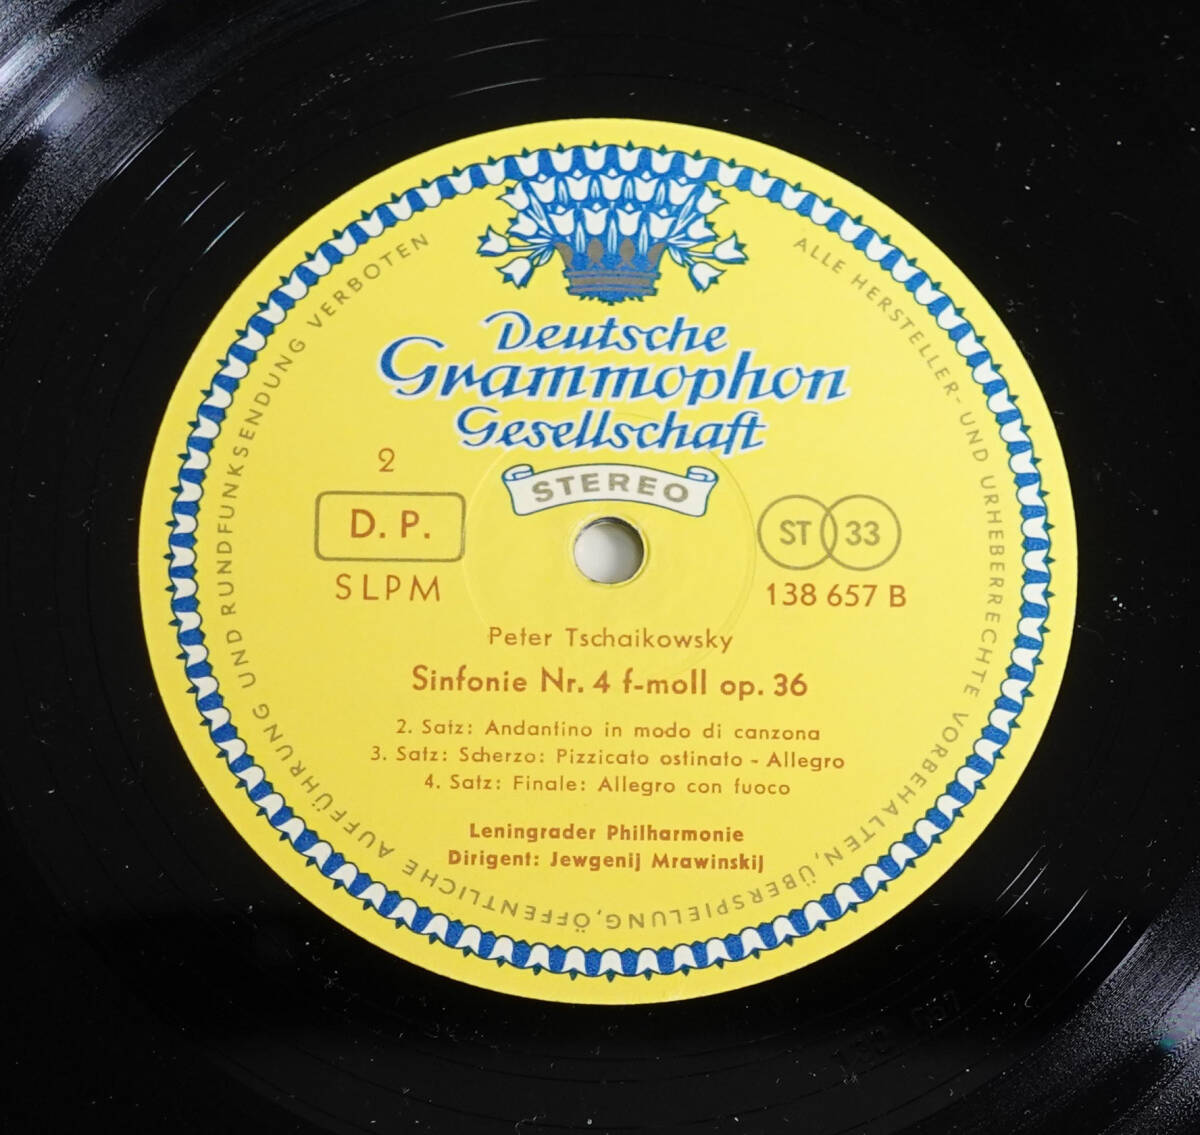 Deutsche
Grammophon
Gesellschaft
STEREO
2
D. P.
SLPM
ST 33
138 657 B
Peter Tschaikowsky
Sinfonie Nr. 4 f-moll op. 36
2. Satz: Andantino in modo di canzona
3. Satz: Scherzo: Pizzicato ostinato - Allegro
4. Satz: Finale: Allegro con fuoco
Leningrader Philharmonie
Dirigent: Jewgenij Mrawinskij
ALLE HERSTELLER- UND URHEBERRECHTE VORBEHALTEN, ÜBERSPIELUNG, ÖFFENTLICHE AUFFÜHRUNG UND RUNDFUNKSENDUNG VERBOTEN